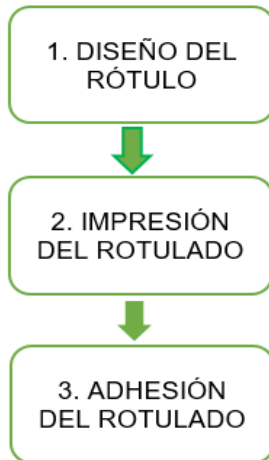 1. DISEÑO DEL
RÓTULO
2. IMPRESIÓN
DEL ROTULADO
3. ADHESIÓN
DEL ROTULADO